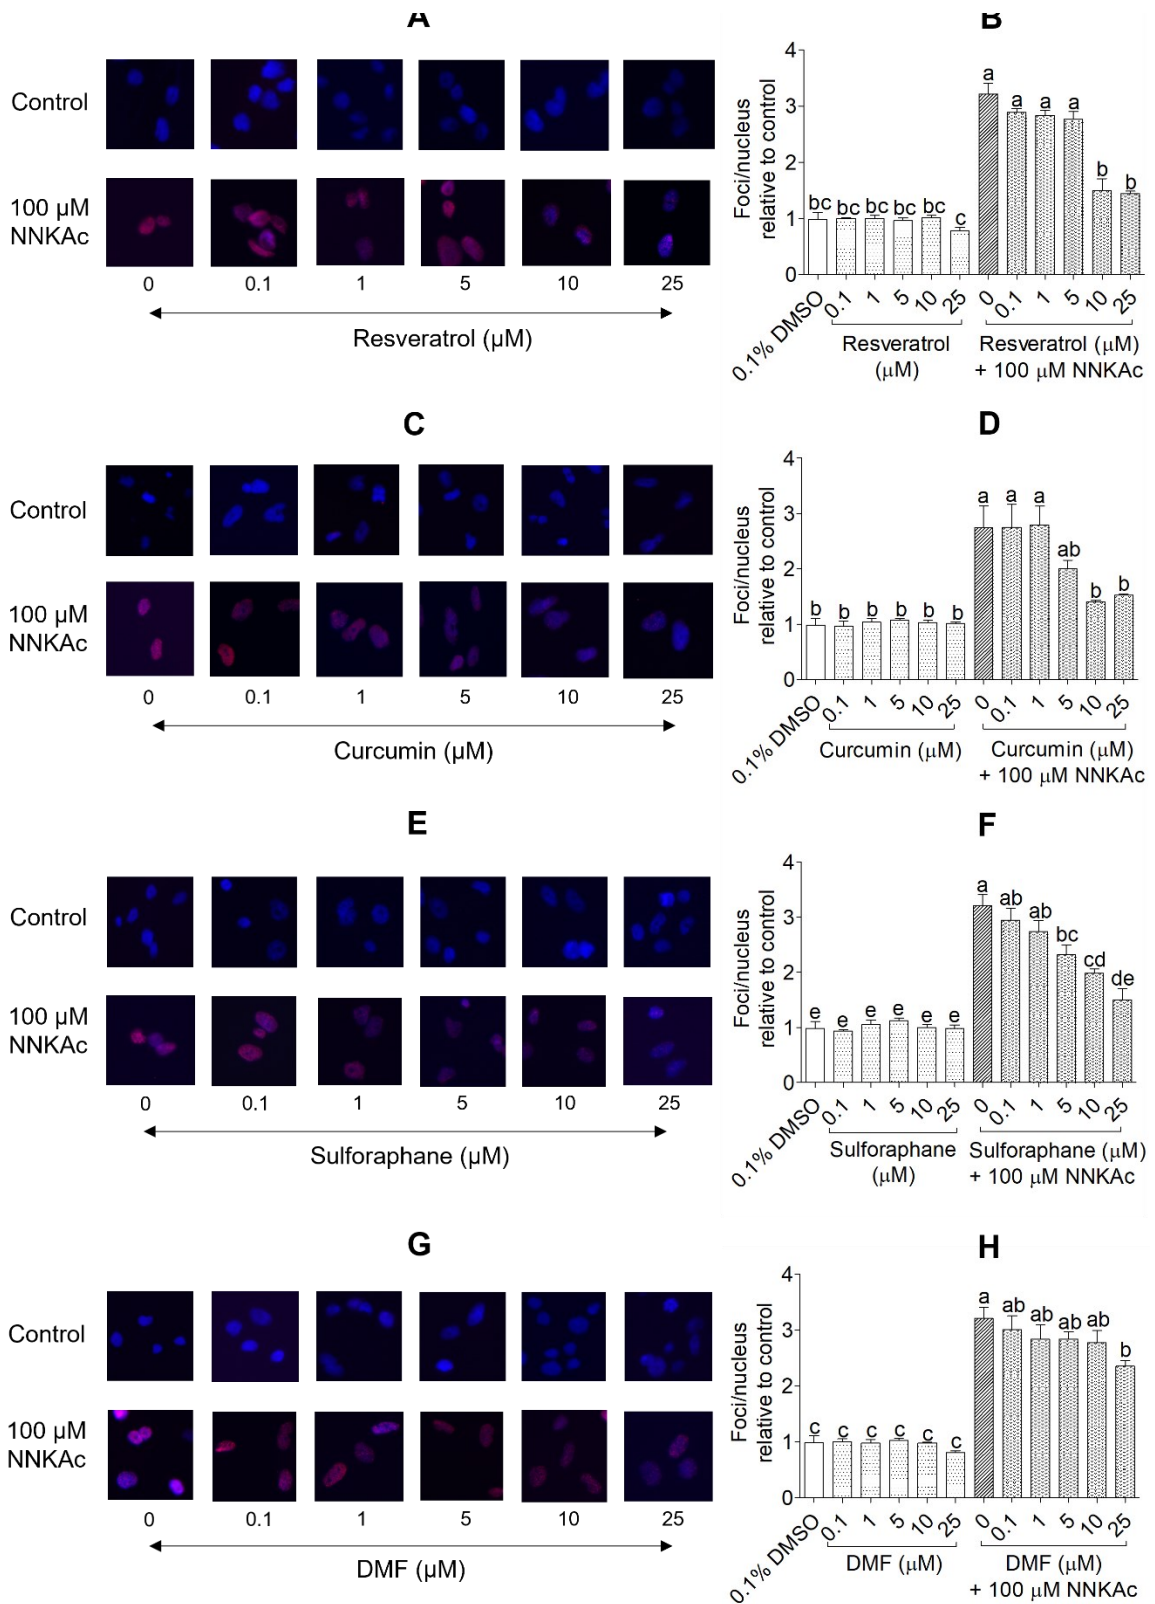 A
Control
100 µM
NNKAc
0 0.1 1 5 10 25
Resveratrol (µM)
B
Foci/nucleus
relative to control
4
3
2
1
0
bc bc bc bc bc c a a a a b b
0.1% DMSO 0.1 1 5 10 25 0 0.1 1 5 10 25
Resveratrol
(µM)
Resveratrol (µM)
+ 100 µM NNKAc
C
Control
100 µM
NNKAc
0 0.1 1 5 10 25
Curcumin (µM)
D
Foci/nucleus
relative to control
4
3
2
1
0
b b b b b b a a a ab b b
0.1% DMSO 0.1 1 5 10 25 0 0.1 1 5 10 25
Curcumin (µM)
Curcumin (µM)
+ 100 µM NNKAc
E
Control
100 µM
NNKAc
0 0.1 1 5 10 25
Sulforaphane (µM)
F
Foci/nucleus
relative to control
4
3
2
1
0
e e e e e e a ab ab bc cd de
0.1% DMSO 0.1 1 5 10 25 0 0.1 1 5 10 25
Sulforaphane
(µM)
Sulforaphane (µM)
+ 100 µM NNKAc
G
Control
100 µM
NNKAc
0 0.1 1 5 10 25
DMF (µM)
H
Foci/nucleus
relative to control
4
3
2
1
0
c c c c c c a ab ab ab ab b
0.1% DMSO 0.1 1 5 10 25 0 0.1 1 5 10 25
DMF (µM)
DMF (µM)
+ 100 µM NNKAc